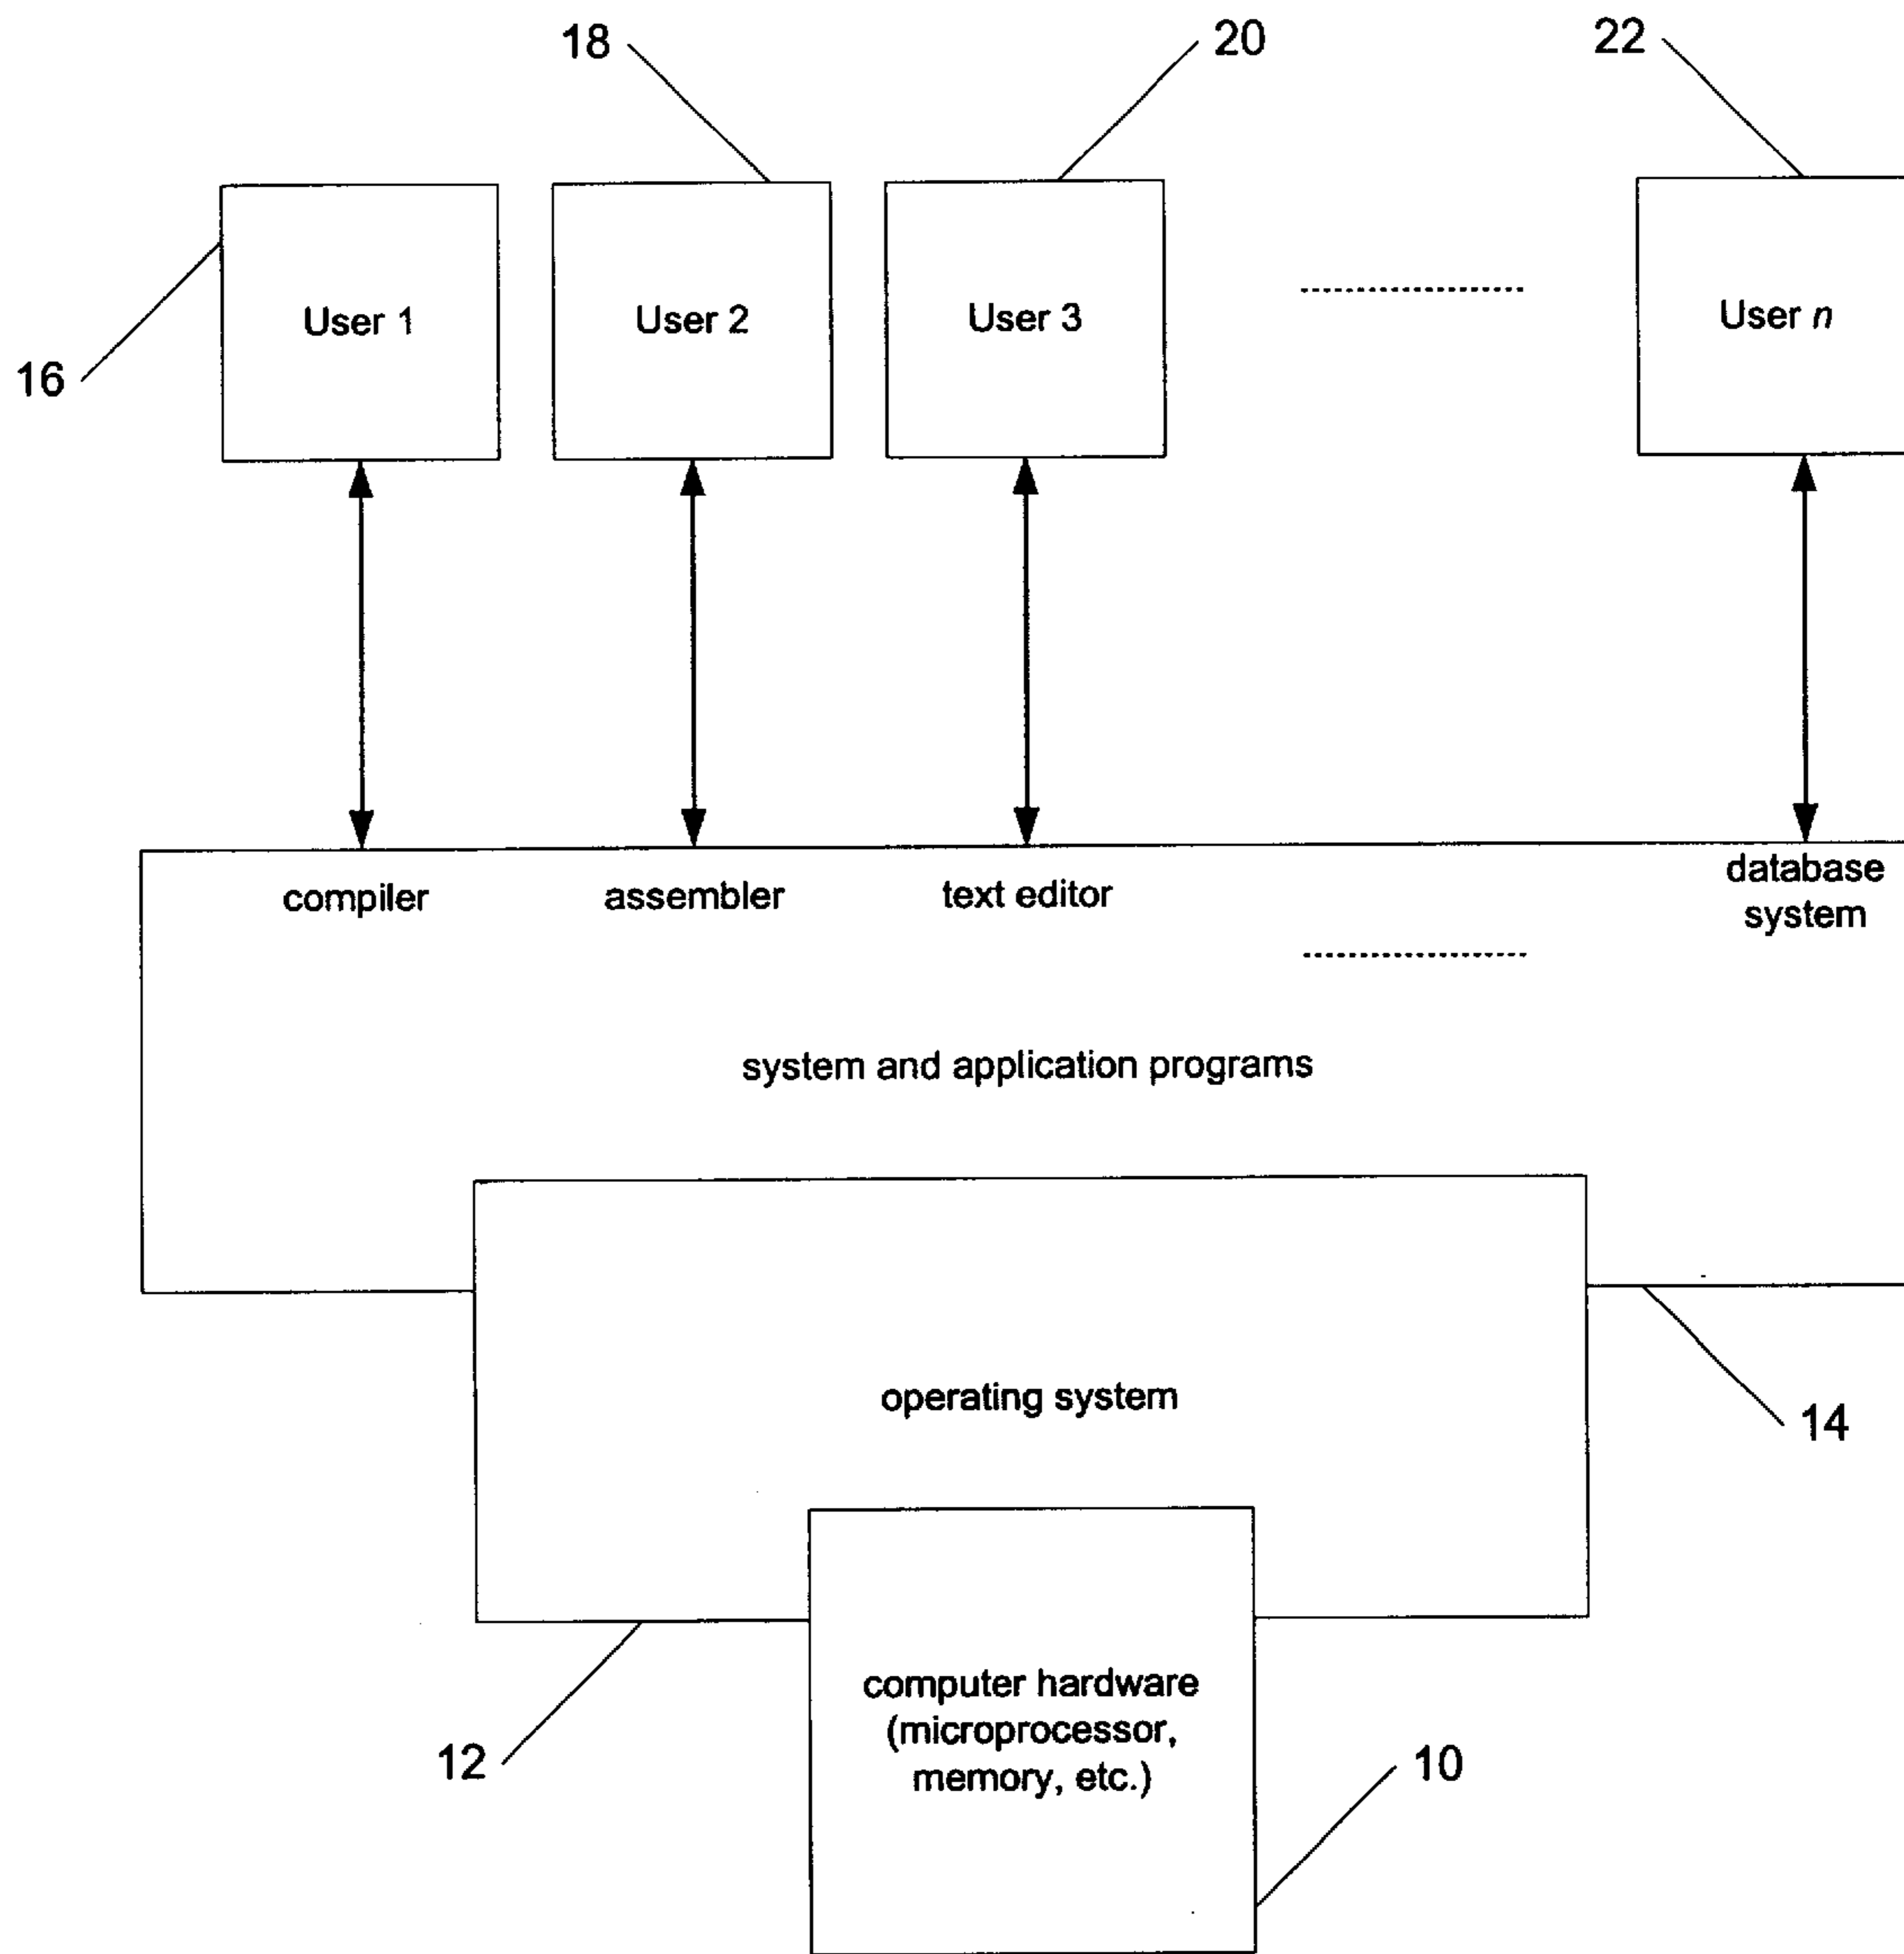 18
20
22
User 1
User 2
User 3
User n
16
compiler
assembler
text editor
database
system
system and application programs
operating system
14
computer hardware
(microprocessor,
memory, etc.)
12
10